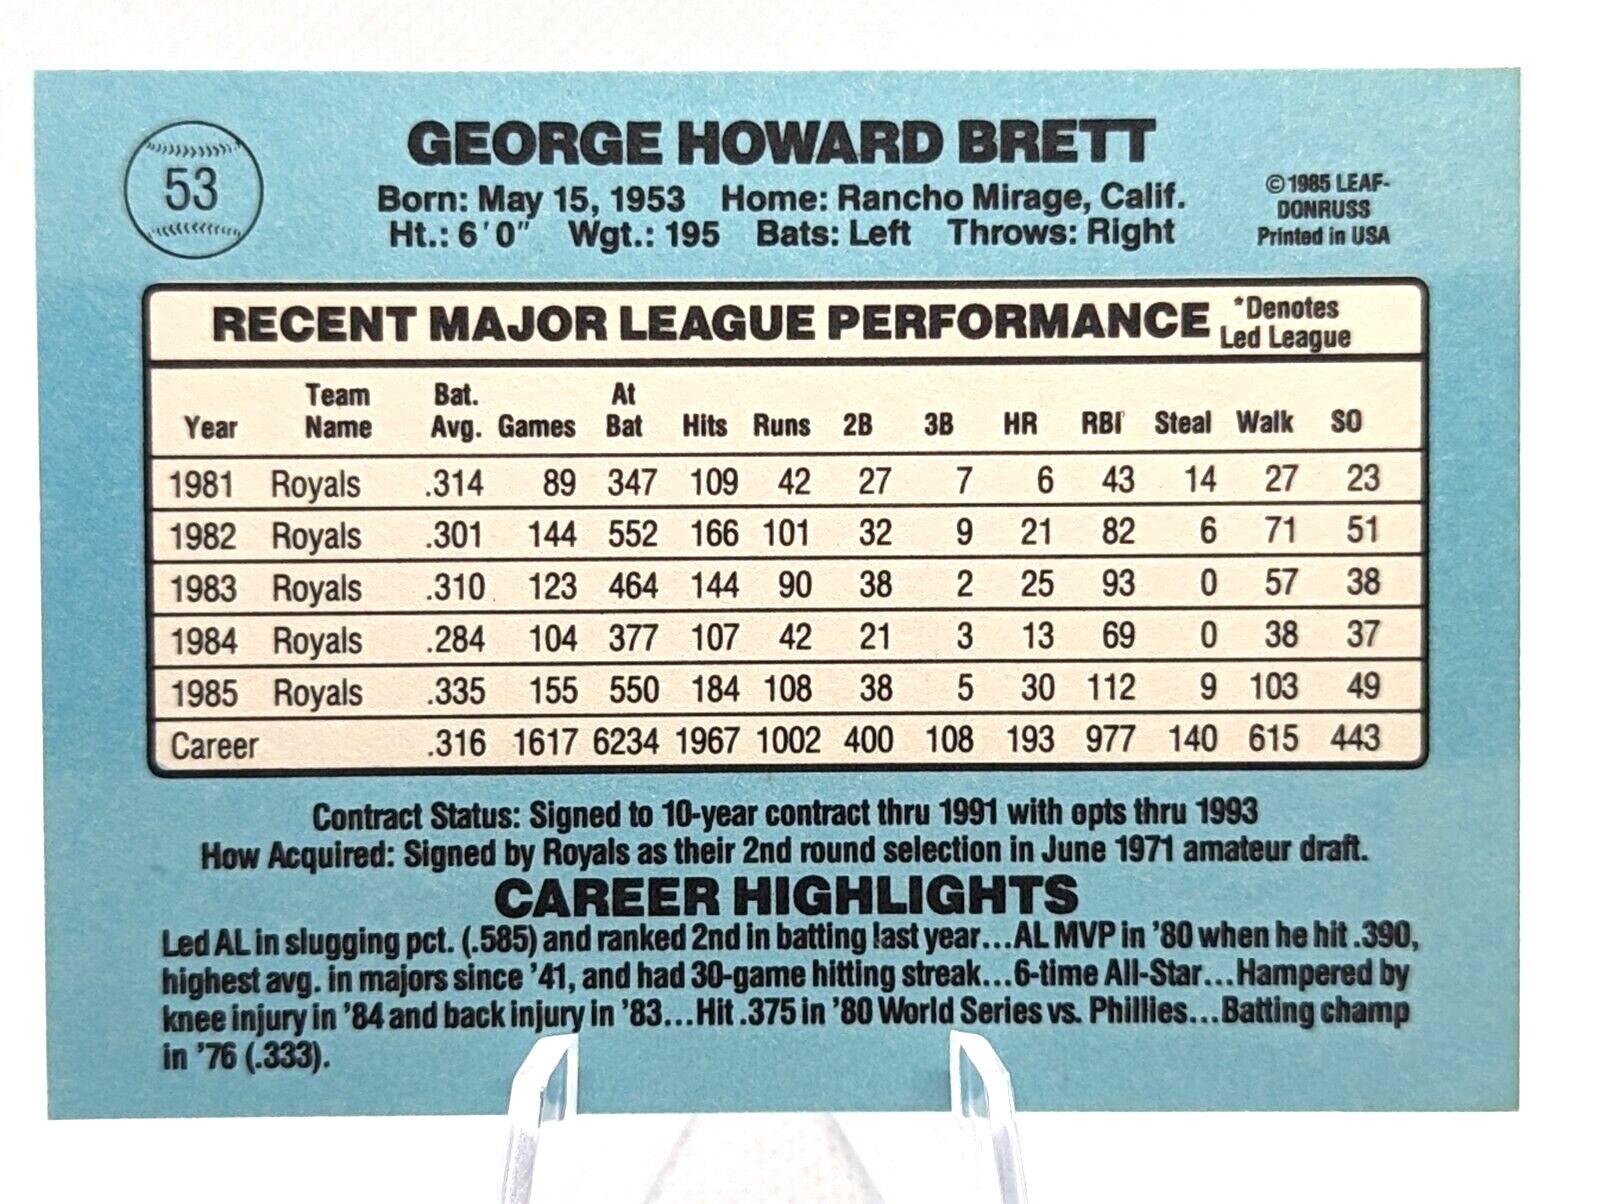 53
GEORGE HOWARD BRETT
Born: May 15, 1953 Home: Rancho Mirage, Calif.
Ht.: 6'0" Wgt.: 195 Bats: Left Throws: Right
©1985 LEAF-
DONRUSS
Printed in USA
RECENT MAJOR LEAGUE PERFORMANCE
*Denotes
Led League
Year Team Name Bat. Avg. Games At Bat Hits Runs 2B 3B HR RBI Steal Walk SO
1981 Royals .314 89 347 109 42 27 7 6 43 14 27 23
1982 Royals .301 144 552 166 101 32 9 21 82 6 71 51
1983 Royals .310 123 464 144 90 38 2 25 93 0 57 38
1984 Royals .284 104 377 107 42 21 3 13 69 0 38 37
1985 Royals .335 155 550 184 108 38 5 30 112 9 103 49
Career .316 1617 6234 1967 1002 400 108 193 977 140 615 443
Contract Status: Signed to 10-year contract thru 1991 with opts thru 1993
How Acquired: Signed by Royals as their 2nd round selection in June 1971 amateur draft.
CAREER HIGHLIGHTS
Led AL in slugging pct. (.585) and ranked 2nd in batting last year...AL MVP in '80 when he hit .390,
highest avg. in majors since '41, and had 30-game hitting streak...6-time All-Star...Hampered by
knee injury in '84 and back injury in '83...Hit .375 in '80 World Series vs. Phillies...Batting champ
in '76 (.333).